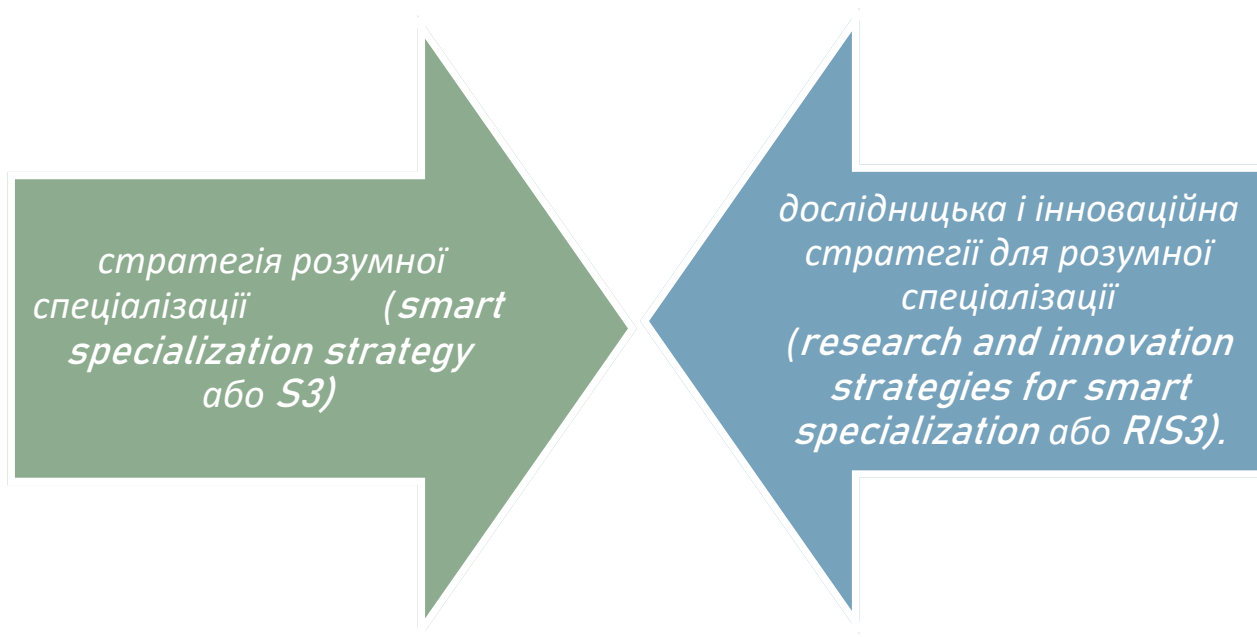 стратегія розумної
спеціалізації (smart
specialization strategy
або S3)
дослідницька і інноваційна
стратегії для розумної
спеціалізації
(research and innovation
strategies for smart
specialization або RIS3).